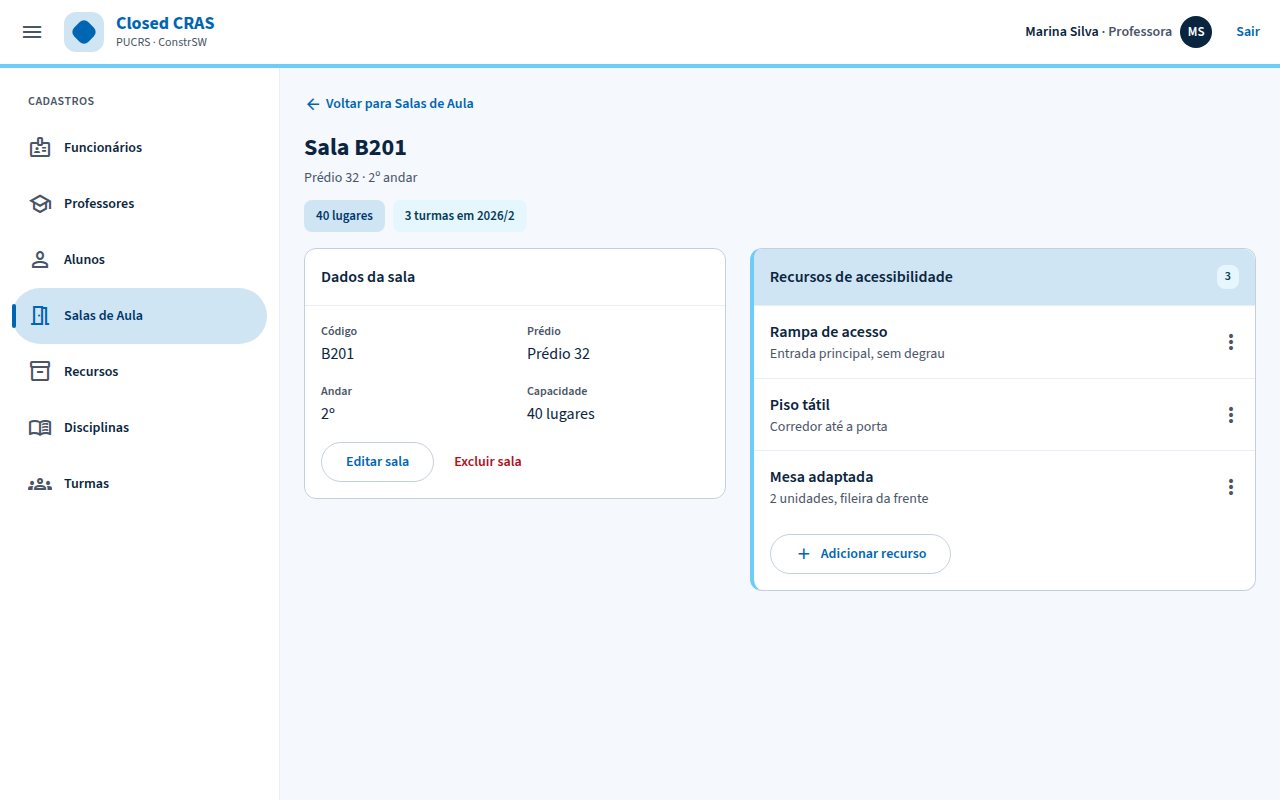 Closed CRAS
PUCRS · ConstrSW
Marina Silva · Professora
MS
Sair
CADASTROS
Funcionários
Professores
Alunos
Salas de Aula
Recursos
Disciplinas
Turmas
Voltar para Salas de Aula
Sala B201
Prédio 32 · 2º andar
40 lugares
3 turmas em 2026/2
Dados da sala
Código
Prédio
B201
Prédio 32
Andar
Capacidade
2º
40 lugares
Editar sala
Excluir sala
Recursos de acessibilidade
3
Rampa de acesso
Entrada principal, sem degrau
Piso tátil
Corredor até a porta
Mesa adaptada
2 unidades, fileira da frente
Adicionar recurso